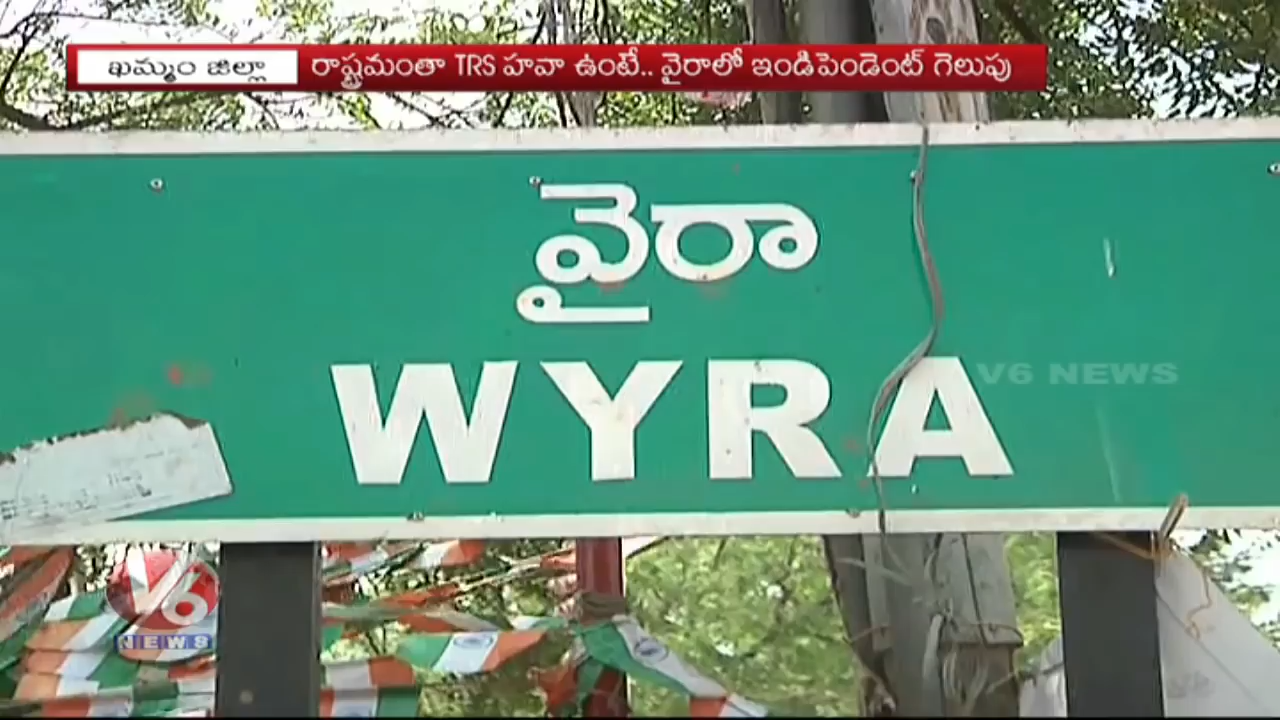 ఖమ్మం జిల్లా రాష్ట్రమంతా TRS హవా ఉంటే.. వైరాలో ఇండిపెండెంట్ గెలుపు
వైరా
WYRA
V6 NEWS
V6
NEWS